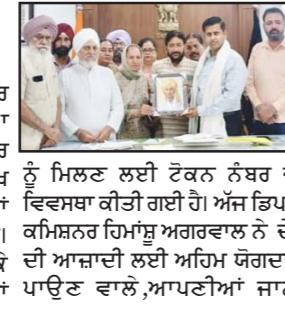 ਨੂੰ ਮਿਲਣ ਲਈ ਟੋਕਨ ਨੰਬਰ
ਵਿਵਸਥਾ ਕੀਤੀ ਗਈ ਹੈ। ਅੱਜ ਡਿਪ
ਕਮਿਸ਼ਨਰ ਹਿਮਾਂਸ਼ੂ ਅਗਰਵਾਲ ਨੇ
ਦੀ ਆਜ਼ਾਦੀ ਲਈ ਅਹਿਮ ਯੋਗਦਾ
ਪਾਉਣ ਵਾਲੇ ,ਆਪਣੀਆਂ ਜਾਨ